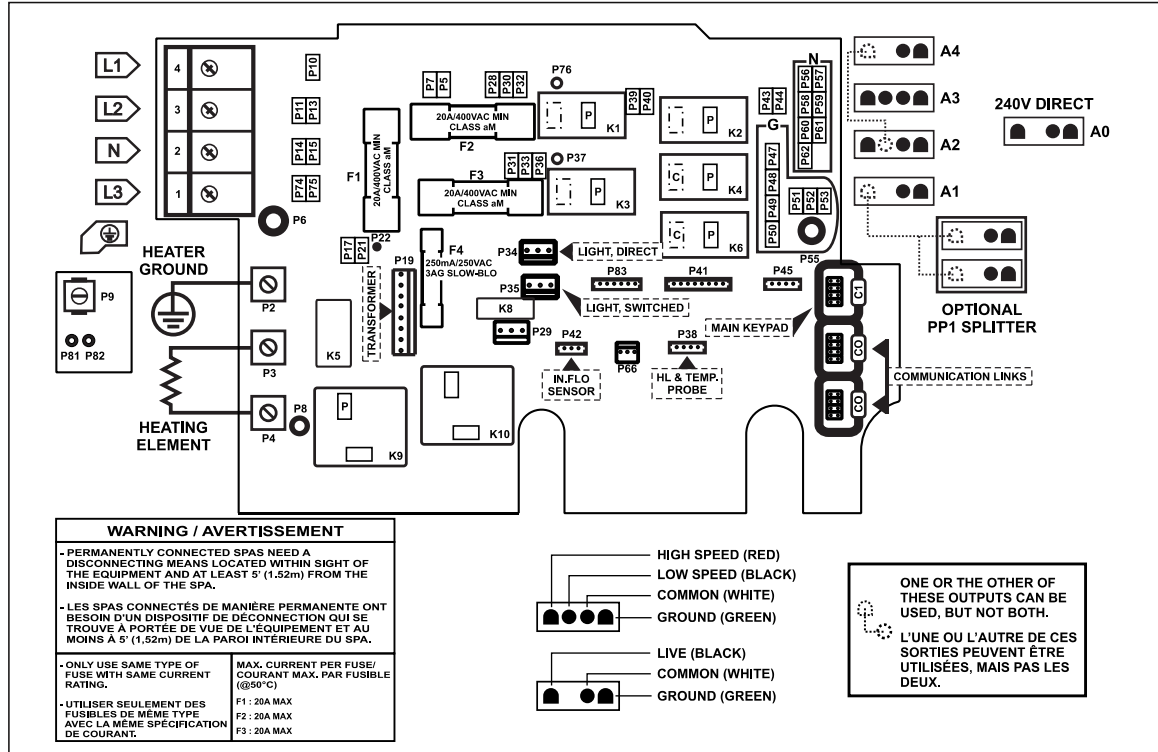 L1
L2
N
L3
4
3
2
1
P10
P11
P13
P14
P15
P74
P75
P6
P7
P5
P28
P30
P32
P76
20A/400VAC MIN
CLASS aM
F2
K1
P
P39
P40
K2
P
P43
P44
G
N
P56
P57
P58
P59
P60
P61
P62
A4
A3
A2
A1
240V DIRECT
A0
F1
20A/400VAC MIN
CLASS aM
P31
P33
P36
P37
F3
20A/400VAC MIN
CLASS aM
P
K3
C
P
K4
C
P
K6
P47
P48
P49
P50
P51
P52
P53
P55
OPTIONAL
PP1 SPLITTER
HEATER
GROUND
P9
P81 P82
P2
P3
P4
P8
HEATING
ELEMENT
P17
P21
P22
P19
TRANSFORMER
F4
250mA/250VAC
3AG SLOW-BLO
P34
LIGHT, DIRECT
P35
LIGHT, SWITCHED
K8
P29
P83
P41
P45
MAIN KEYPAD
C1
CO
CO
COMMUNICATION LINKS
P42
IN.FLO
SENSOR
P66
P38
HL & TEMP.
PROBE
K5
P
K9
K10
WARNING / AVERTISSEMENT
- PERMANENTLY CONNECTED SPAS NEED A
DISCONNECTING MEANS LOCATED WITHIN SIGHT OF
THE EQUIPMENT AND AT LEAST 5' (1.52m) FROM THE
INSIDE WALL OF THE SPA.
- LES SPAS CONNECTÉS DE MANIÈRE PERMANENTE ONT
BESOIN D'UN DISPOSITIF DE DÉCONNECTION QUI SE
TROUVE À PORTÉE DE VUE DE L'ÉQUIPEMENT ET AU
MOINS À 5' (1,52m) DE LA PAROI INTÉRIEURE DU SPA.
- ONLY USE SAME TYPE OF
FUSE WITH SAME CURRENT
RATING.
- UTILISER SEULEMENT DES
FUSIBLES DE MÊME TYPE
AVEC LA MÊME SPÉCIFICATION
DE COURANT.
MAX. CURRENT PER FUSE/
COURANT MAX. PAR FUSIBLE
(@50°C)
F1 : 20A MAX
F2 : 20A MAX
F3 : 20A MAX
HIGH SPEED (RED)
LOW SPEED (BLACK)
COMMON (WHITE)
GROUND (GREEN)
LIVE (BLACK)
COMMON (WHITE)
GROUND (GREEN)
ONE OR THE OTHER OF
THESE OUTPUTS CAN BE
USED, BUT NOT BOTH.
L'UNE OU L'AUTRE DE CES
SORTIES PEUVENT ÊTRE
UTILISÉES, MAIS PAS LES
DEUX.